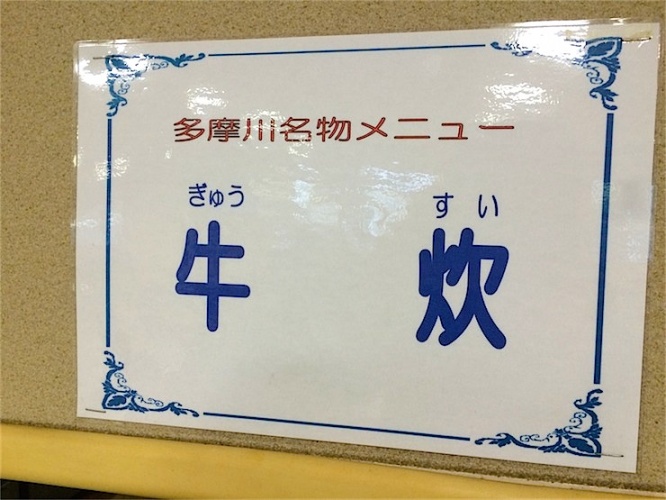 多摩川名物メニュー
ぎゅう すい
牛 炊